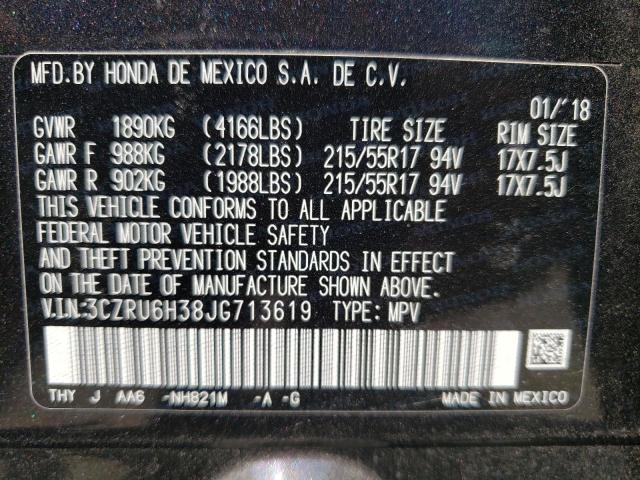 MFD.BY HONDA DE MEXICO S.A. DE C.V.
01/'18
GVWR 1890KG (4166LBS) TIRE SIZE RIM SIZE
GAWR F 988KG (2178LBS) 215/55R17 94V 17X7.5J
GAWR R 902KG (1988LBS) 215/55R17 94V 17X7.5J
THIS VEHICLE CONFORMS TO ALL APPLICABLE
FEDERAL MOTOR VEHICLE SAFETY
AND THEFT PREVENTION STANDARDS IN EFFECT
ON THE DATE OF MANUFACTURE SHOWN ABOVE.
V.I.N:3CZRU6H38JG713619 TYPE: MPV
THY J AA6 -NH821M -A -G MADE IN MEXICO